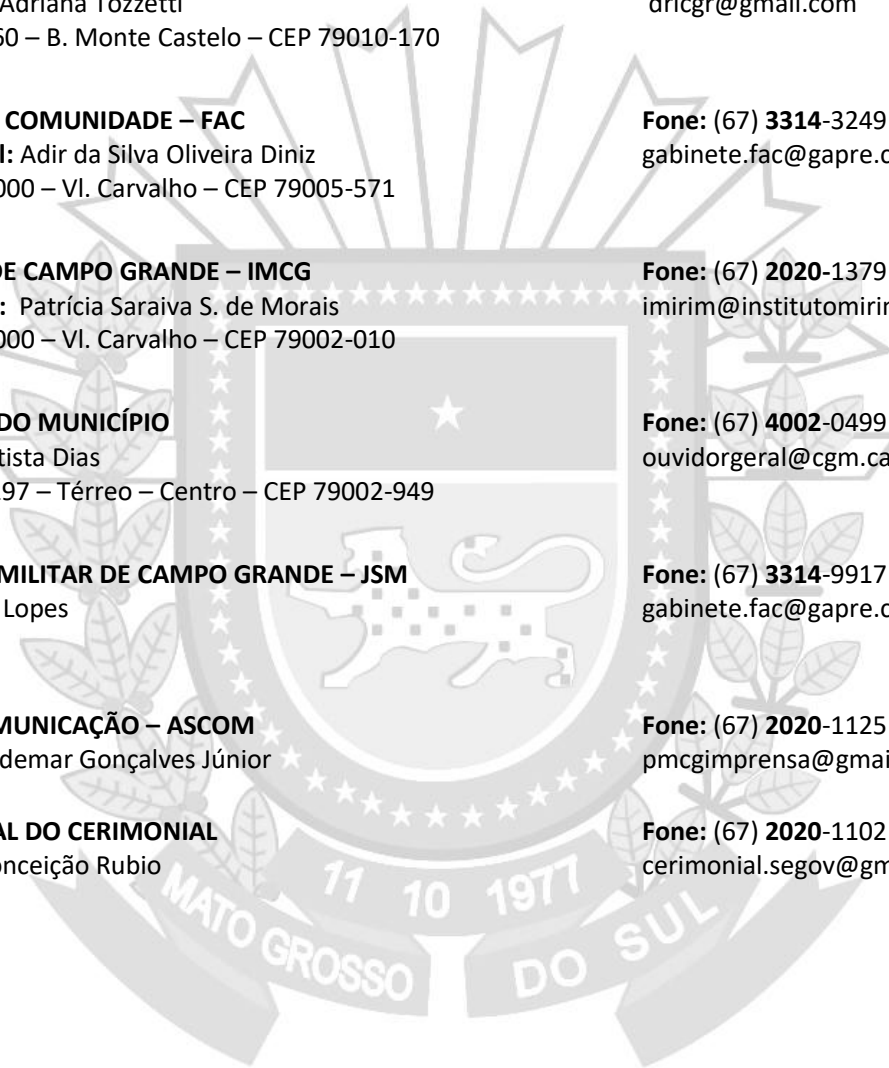 Adriana Tozzetti dricgr@gmail.com
60 – B. Monte Castelo – CEP 79010-170
COMUNIDADE – FAC Fone: (67) 3314-3249
l: Adir da Silva Oliveira Diniz gabinete.fac@gapre.c
000 – Vl. Carvalho – CEP 79005-571
DE CAMPO GRANDE – IMCG Fone: (67) 2020-1379
: Patrícia Saraiva S. de Morais imirim@institutomirin
000 – Vl. Carvalho – CEP 79002-010
DO MUNICÍPIO Fone: (67) 4002-0499
tista Dias ouvidorgeral@cgm.ca
297 – Térreo – Centro – CEP 79002-949
MILITAR DE CAMPO GRANDE – JSM Fone: (67) 3314-9917
Lopes gabinete.fac@gapre.c
MUNICAÇÃO – ASCOM Fone: (67) 2020-1125
demar Gonçalves Júnior pmcgimprensa@gmai
AL DO CERIMONIAL Fone: (67) 2020-1102
onceição Rubio cerimonial.segov@gm
11 10 1977
MATO GROSSO DO SUL